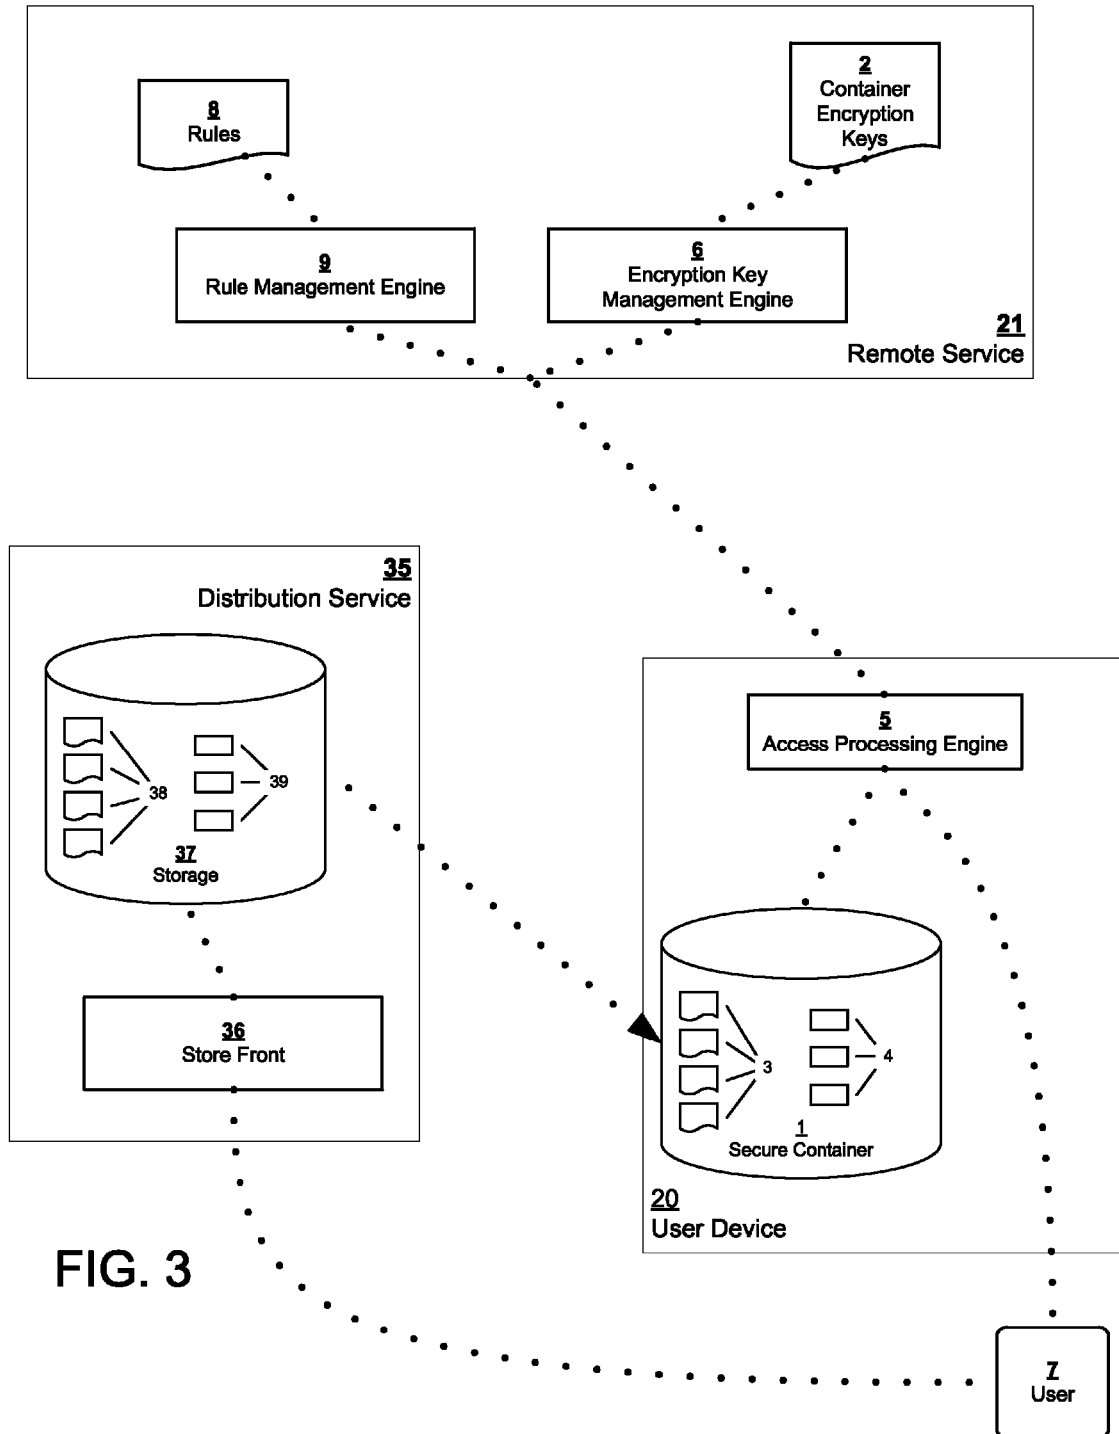 8
Rules
2
Container
Encryption
Keys
9
Rule Management Engine
6
Encryption Key
Management Engine
21
Remote Service
35
Distribution Service
38
39
37
Storage
36
Store Front
5
Access Processing Engine
3
4
1
Secure Container
20
User Device
FIG. 3
7
User